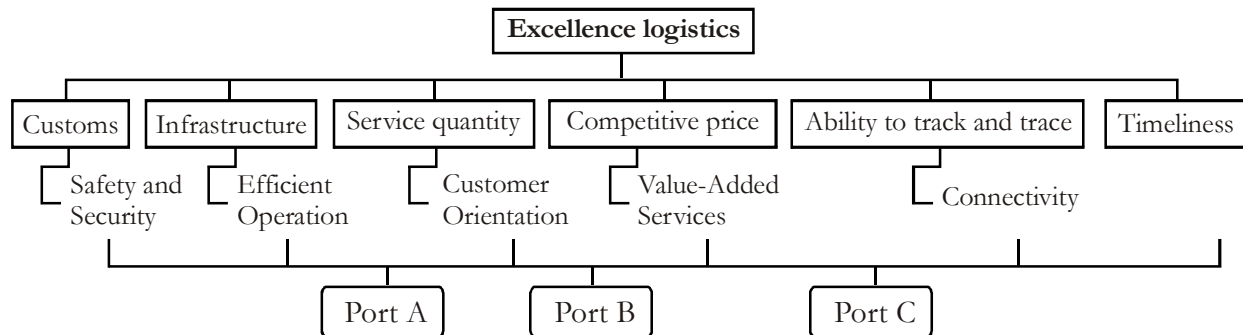 Excellence logistics
Customs
Infrastructure
Service quantity
Competitive price
Ability to track and trace
Timeliness
Safety and
Security
Efficient
Operation
Customer
Orientation
Value-Added
Services
Connectivity
Port A
Port B
Port C